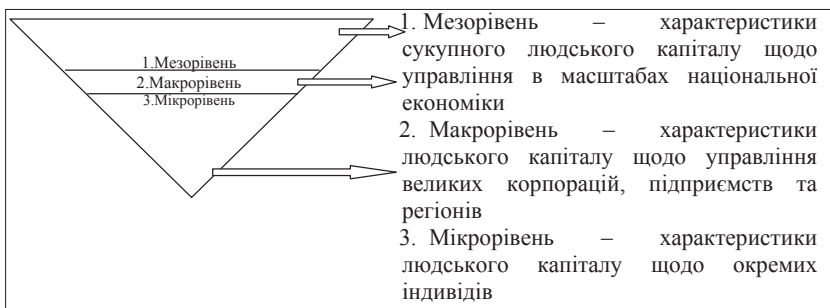 1.Мезорівень
2.Макрорівень
3.Мікрорівень
1. Мезорівень – характеристики
сукупного людського капіталу щодо
управління в масштабах національної
економіки
2. Макрорівень – характеристики
людського капіталу щодо управління
великих корпорацій, підприємств та
регіонів
3. Мікрорівень – характеристики
людського капіталу щодо окремих
індивідів